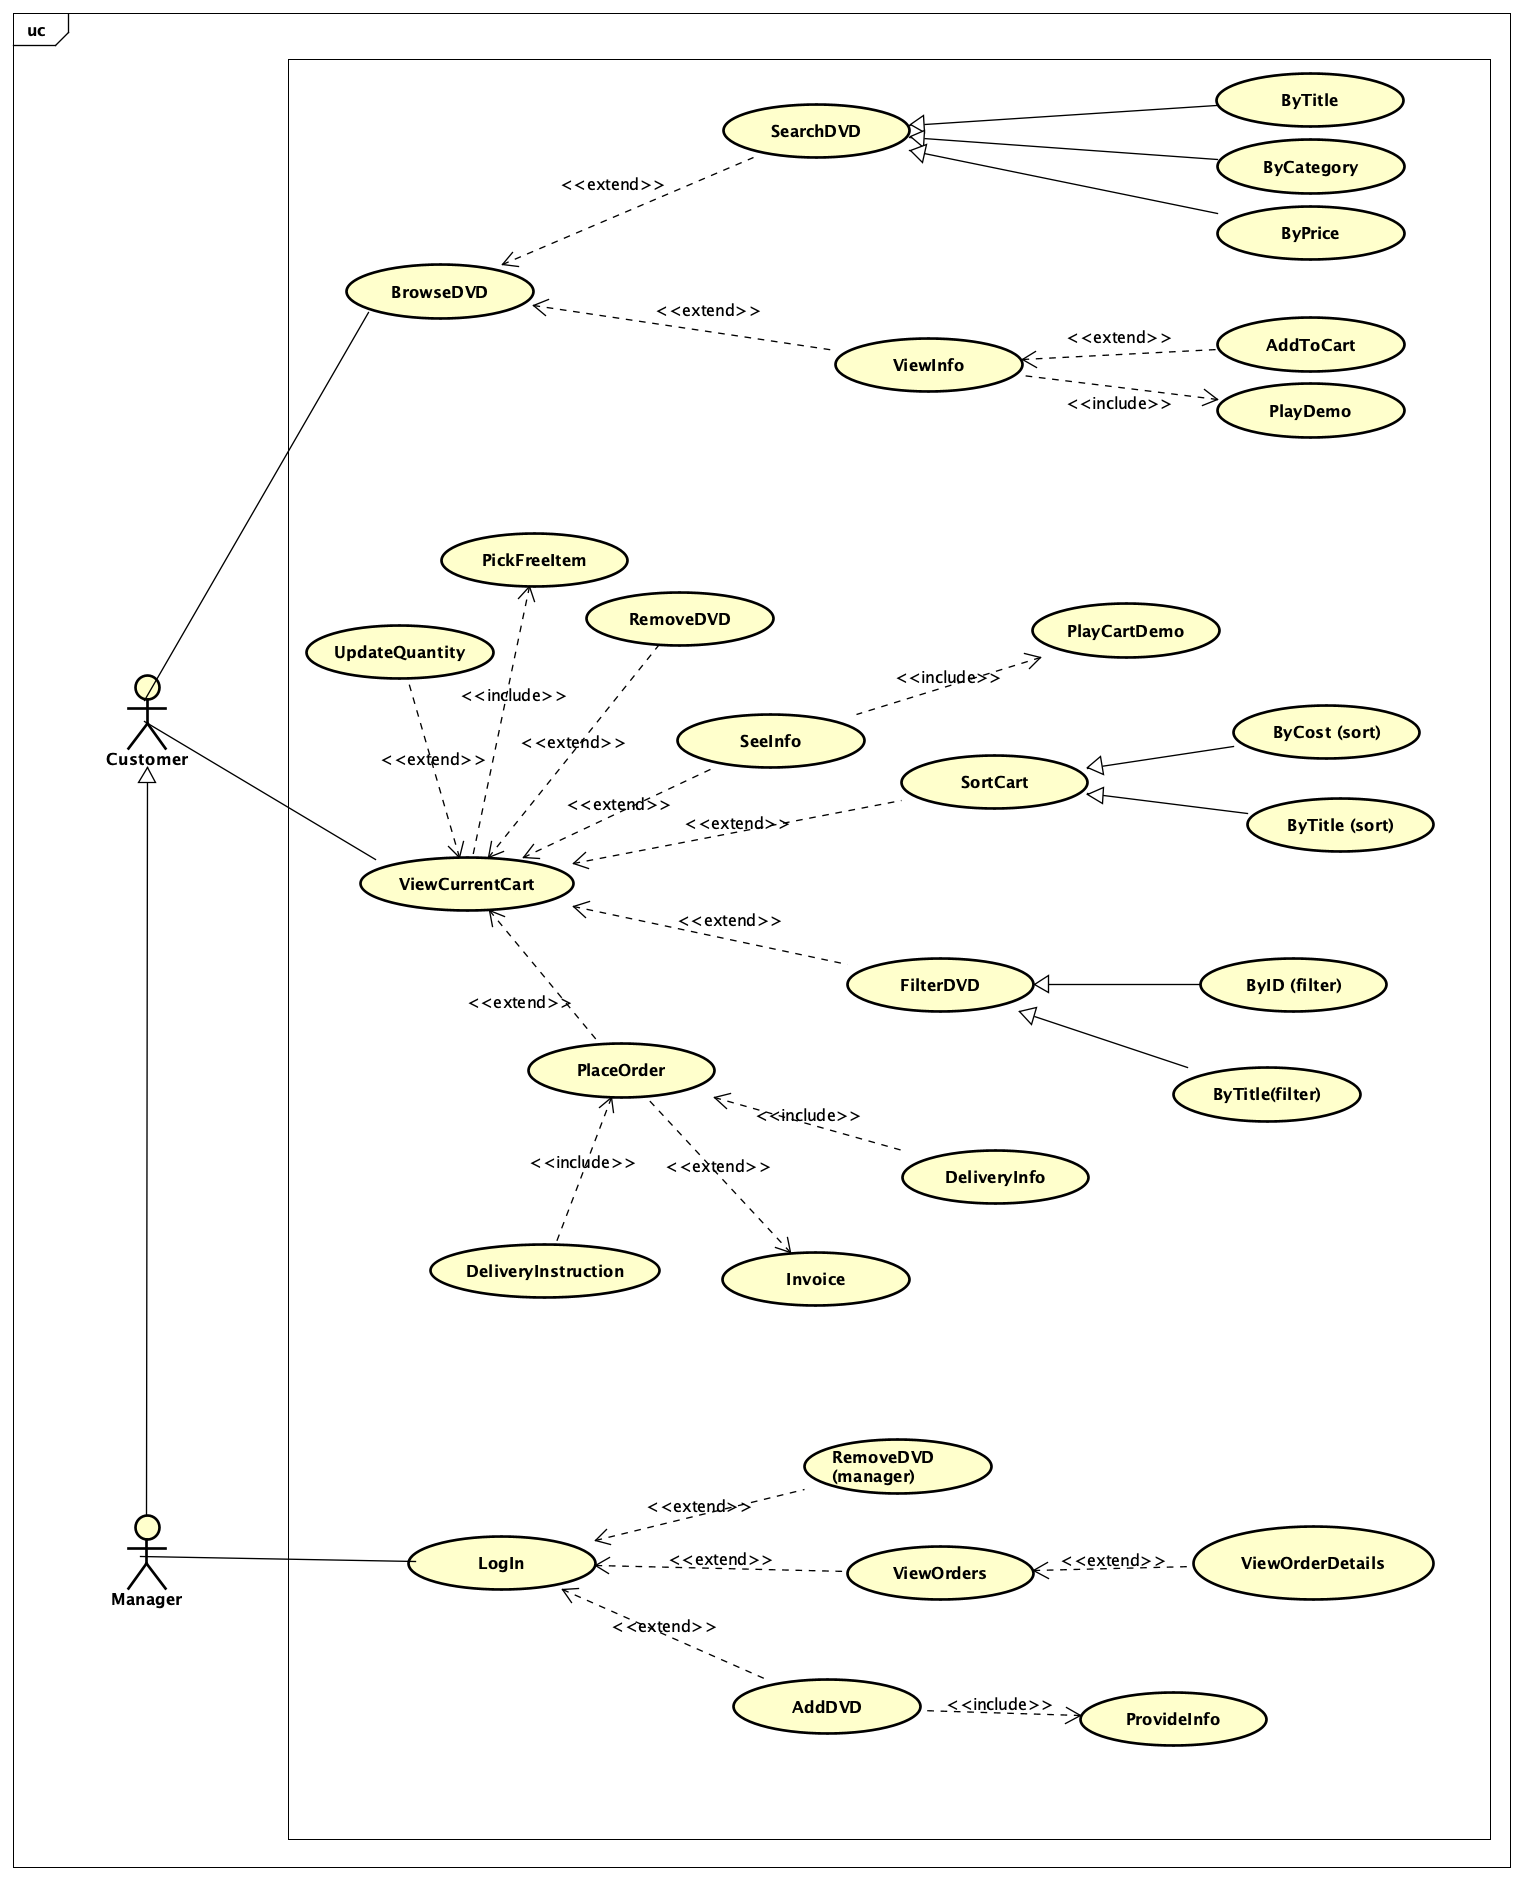 uc
ByTitle
SearchDVD
ByCategory
<<extend>>
ByPrice
BrowseDVD
<<extend>>
<<extend>>
AddToCart
ViewInfo
<<include>>
PlayDemo
PickFreeItem
RemoveDVD
PlayCartDemo
UpdateQuantity
<<include>>
<<include>>
<<extend>>
SeeInfo
ByCost (sort)
Customer
<<extend>>
SortCart
<<extend>>
<<extend>>
ByTitle (sort)
ViewCurrentCart
<<extend>>
FilterDVD
ByID (filter)
<<extend>>
PlaceOrder
ByTitle(filter)
<<include>>
<<include>>
<<extend>>
DeliveryInfo
DeliveryInstruction
Invoice
RemoveDVD
(manager)
<<extend>>
LogIn
<<extend>>
ViewOrders
<<extend>>
ViewOrderDetails
Manager
<<extend>>
AddDVD
<<include>>
ProvideInfo